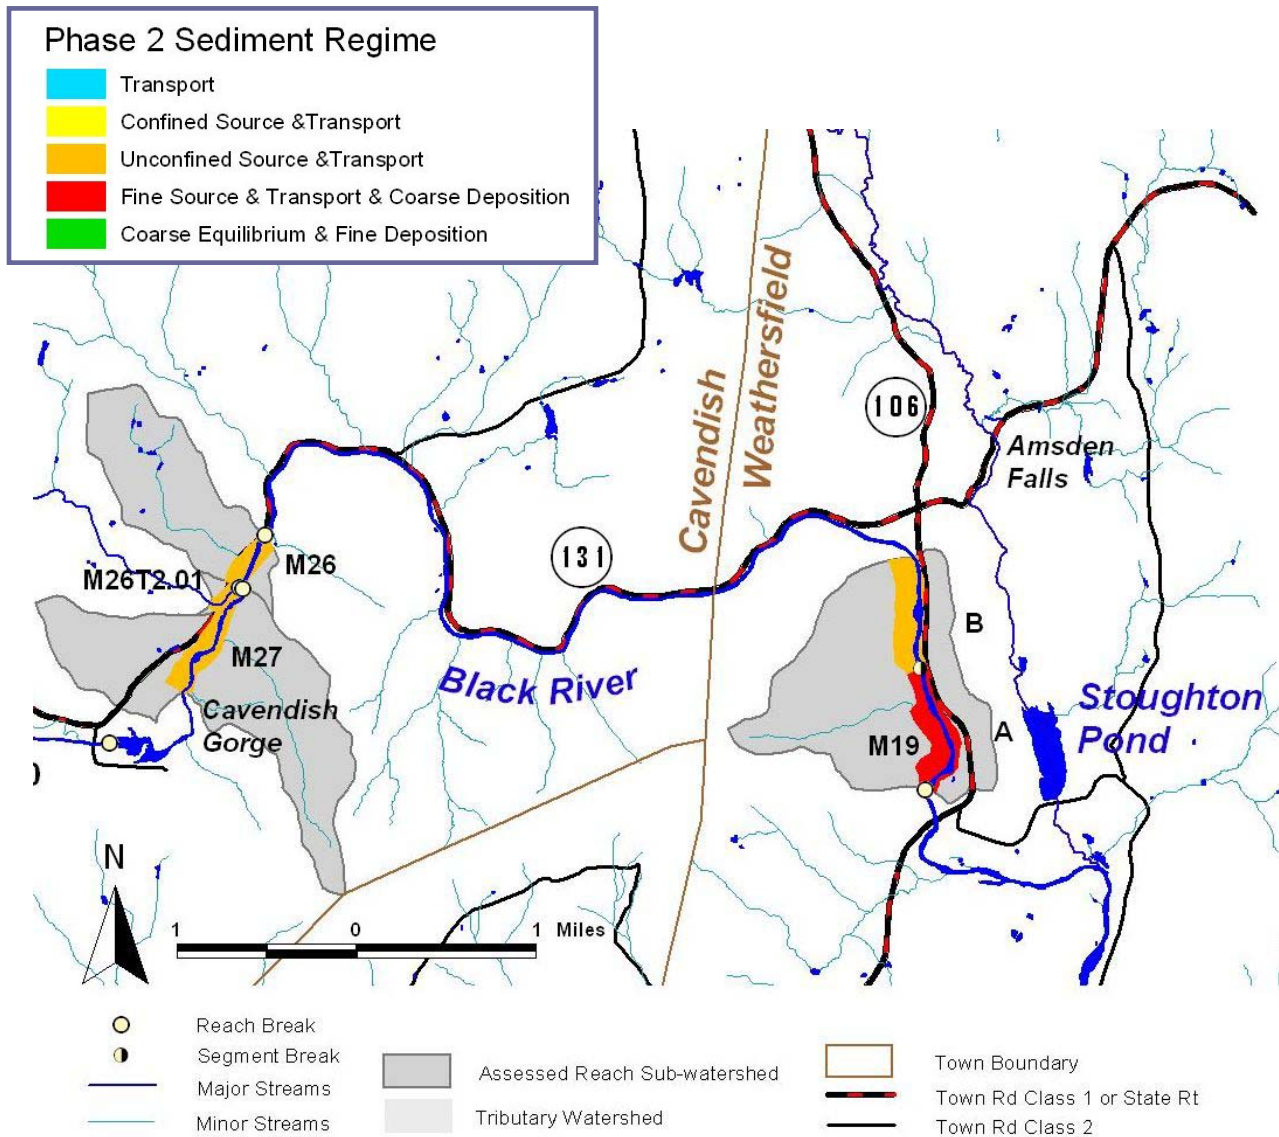 Phase 2 Sediment Regime
Transport
Confined Source &Transport
Unconfined Source &Transport
Fine Source & Transport & Coarse Deposition
Coarse Equilibrium & Fine Deposition
Cavendish
Weathersfield
106
Amsden
Falls
131
M26
M26T2.01
M27
Cavendish
Gorge
Black River
B
A
M19
Stoughton
Pond
N
1
0
1
Miles
Reach Break
Segment Break
Major Streams
Minor Streams
Assessed Reach Sub-watershed
Tributary Watershed
Town Boundary
Town Rd Class 1 or State Rt
Town Rd Class 2